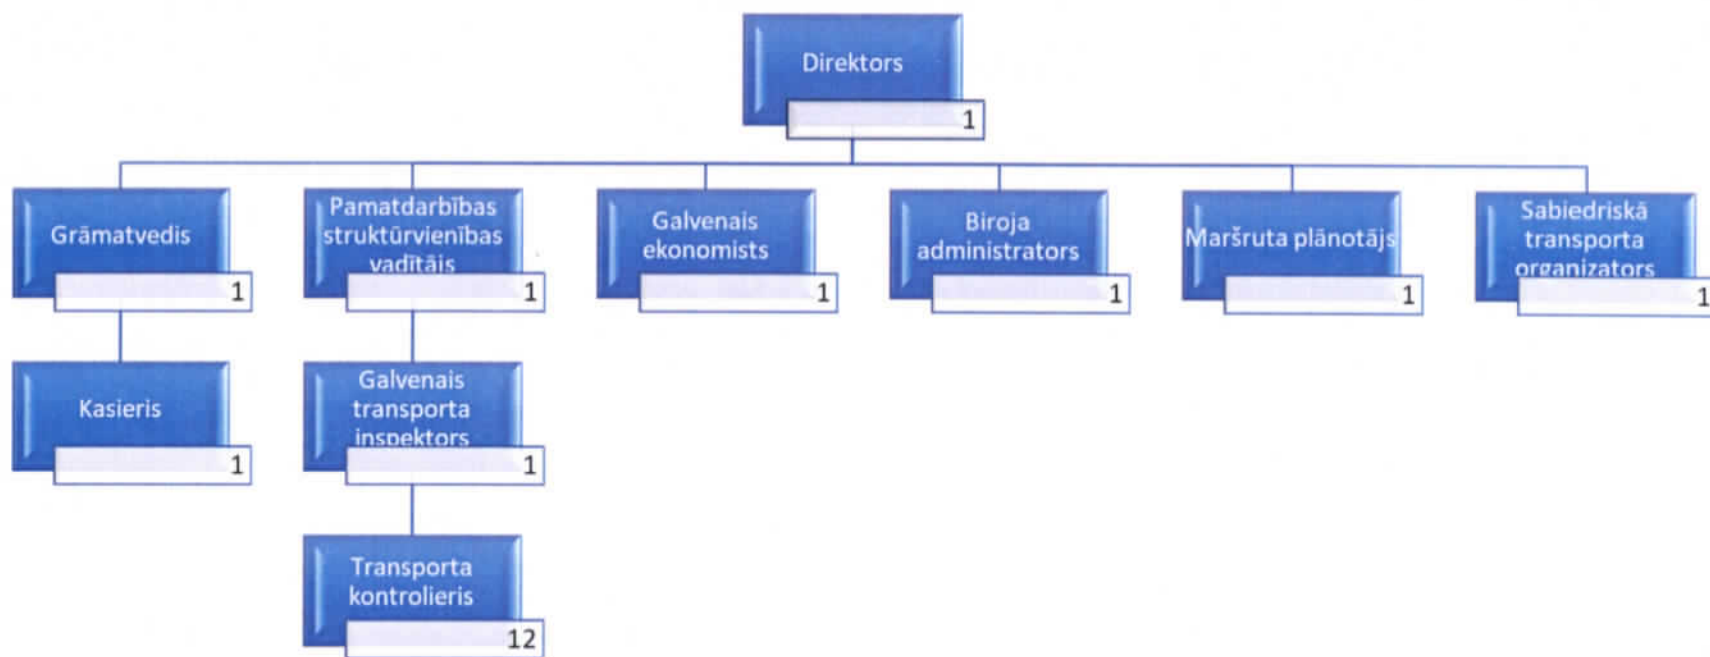 Direktors
1
Grāmatvedis
1
Pamatdarbības
struktūrvienības
vadītājs
1
Galvenais
ekonomists
1
Biroja
administrators
1
Maršruta plānotājs
1
Sabiedriskā
transporta
organizators
1
Kasieris
1
Galvenais
transporta
inspektors
1
Transporta
kontrolieris
12